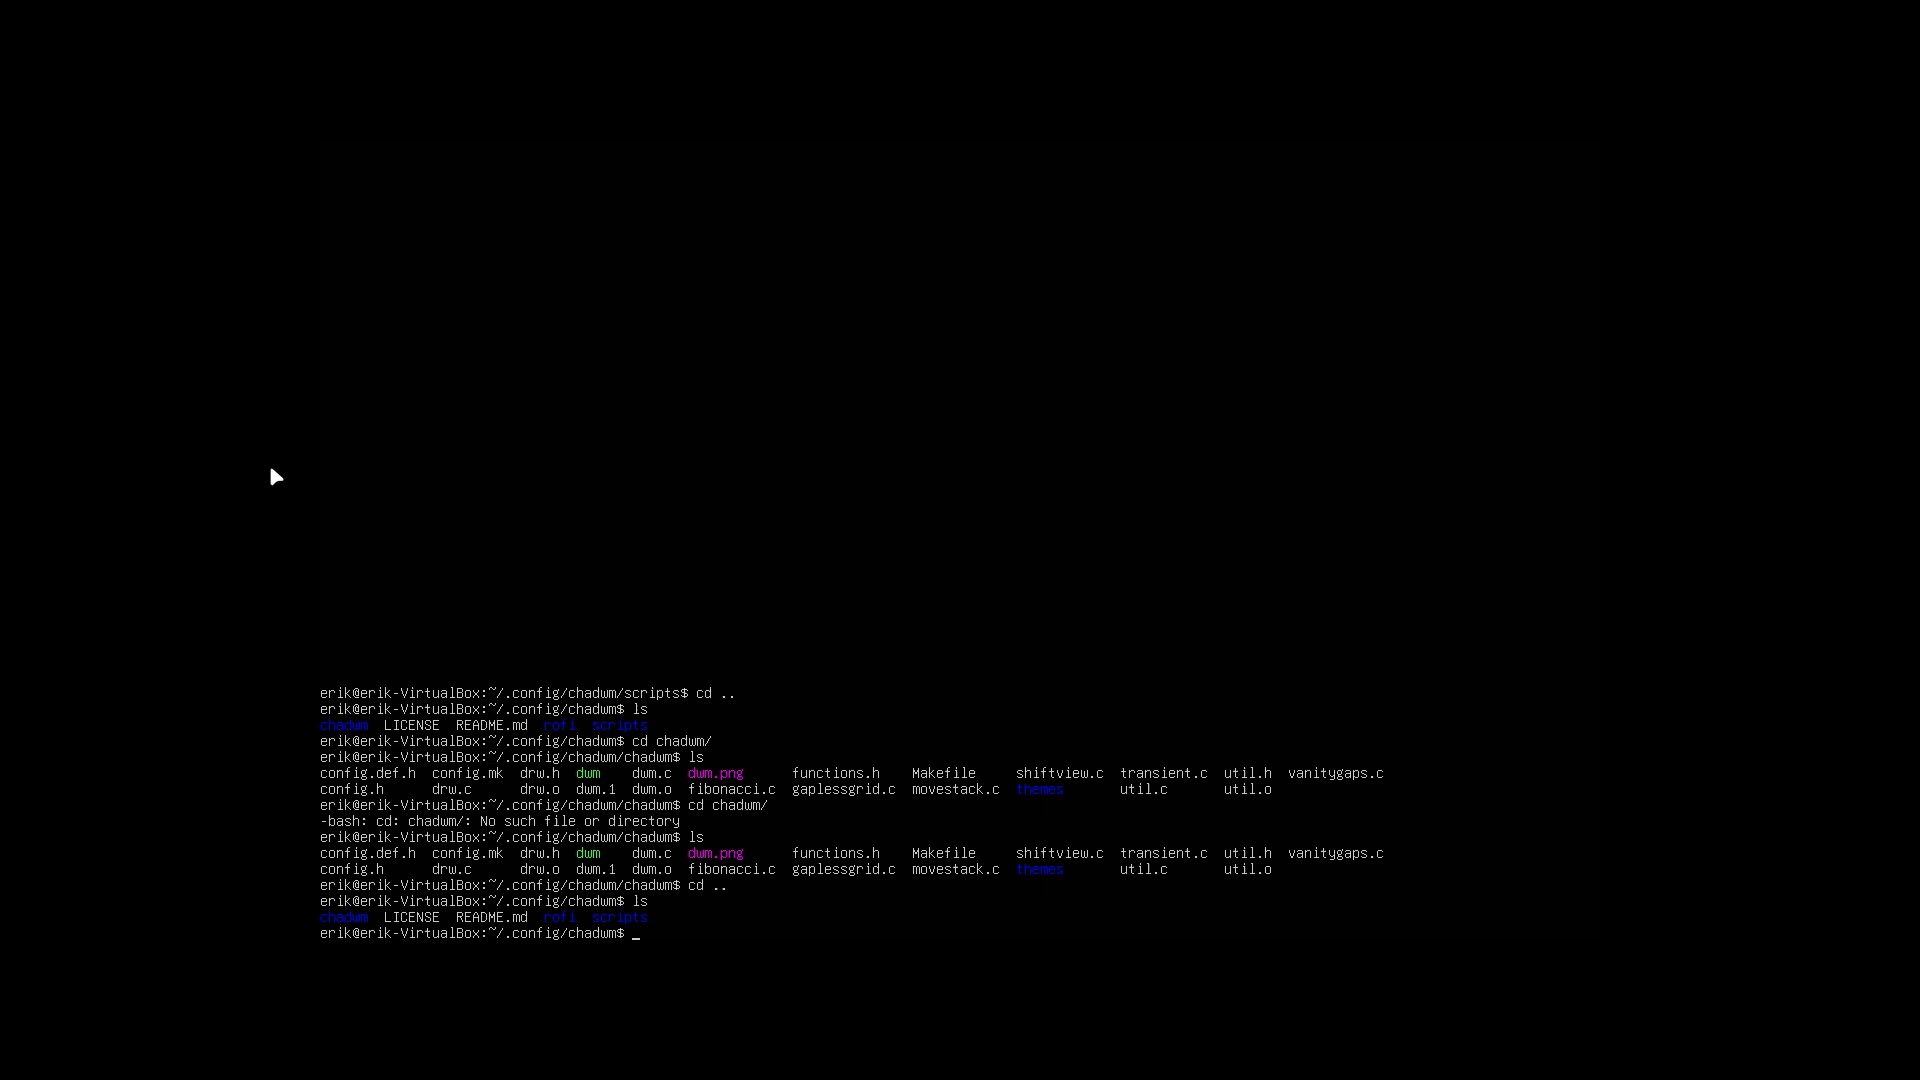 erik@erik-VirtualBox:~/.config/chadwm/scripts$ cd ..
erik@erik-VirtualBox:~/.config/chadwm$ ls
chadwm  LICENSE  README.md  rofi  scripts
erik@erik-VirtualBox:~/.config/chadwm$ cd chadwm/
erik@erik-VirtualBox:~/.config/chadwm/chadwm$ ls
config.def.h  config.mk  drw.h  dwm    dwm.c  dwm.png      functions.h    Makefile     shiftview.c  transient.c  util.h  vanitygaps.c
config.h      drw.c      drw.o  dwm.1  dwm.o  fibonacci.c  gaplessgrid.c  movestack.c  themes       util.c       util.o
erik@erik-VirtualBox:~/.config/chadwm/chadwm$ cd chadwm/
-bash: cd: chadwm/: No such file or directory
erik@erik-VirtualBox:~/.config/chadwm/chadwm$ ls
config.def.h  config.mk  drw.h  dwm    dwm.c  dwm.png      functions.h    Makefile     shiftview.c  transient.c  util.h  vanitygaps.c
config.h      drw.c      drw.o  dwm.1  dwm.o  fibonacci.c  gaplessgrid.c  movestack.c  themes       util.c       util.o
erik@erik-VirtualBox:~/.config/chadwm/chadwm$ cd ..
erik@erik-VirtualBox:~/.config/chadwm$ ls
chadwm  LICENSE  README.md  rofi  scripts
erik@erik-VirtualBox:~/.config/chadwm$ _